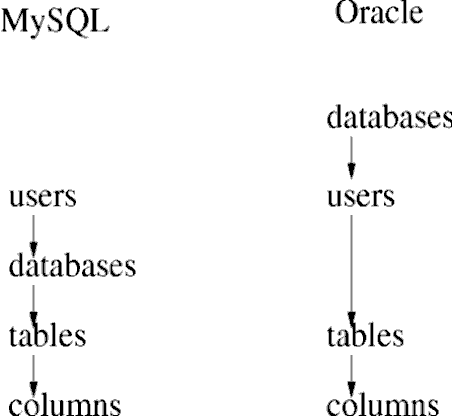 MySQL
users
databases
tables
columns
Oracle
databases
users
tables
columns